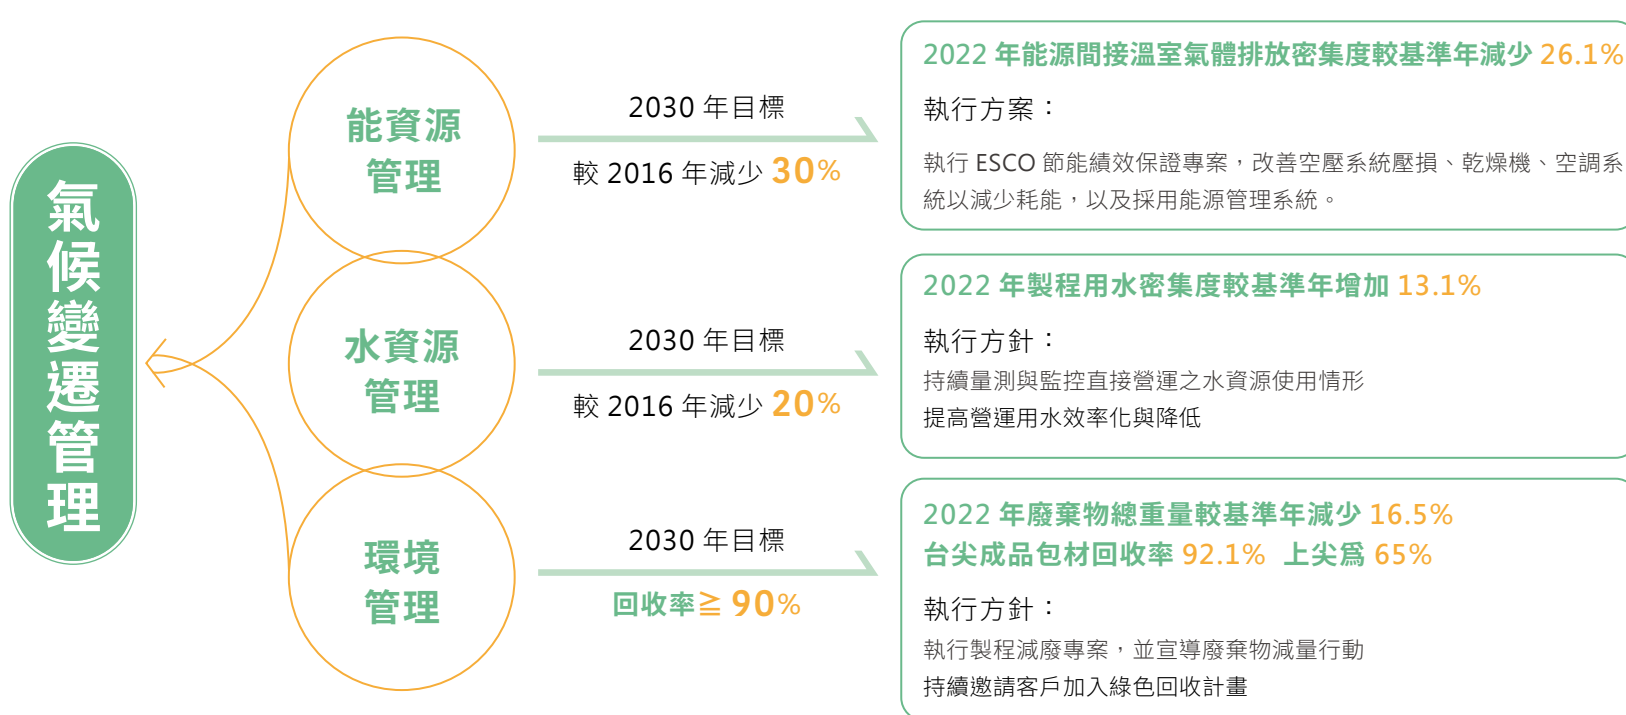 氣候變遷管理
能資源
管理
2030 年目標
較 2016 年減少 30%
2022 年能源間接溫室氣體排放密集度較基準年減少 26.1%
執行方案：
執行 ESCO 節能績效保證專案，改善空壓系統壓損、乾燥機、空調系
統以減少耗能，以及採用能源管理系統。
水資源
管理
2030 年目標
較 2016 年減少 20%
2022 年製程用水密集度較基準年增加 13.1%
執行方針：
持續量測與監控直接營運之水資源使用情形
提高營運用水效率化與降低
環境
管理
2030 年目標
回收率≧ 90%
2022 年廢棄物總重量較基準年減少 16.5%
台尖成品包材回收率 92.1% 上尖為 65%
執行方針：
執行製程減廢專案，並宣導廢棄物減量行動
持續邀請客戶加入綠色回收計畫